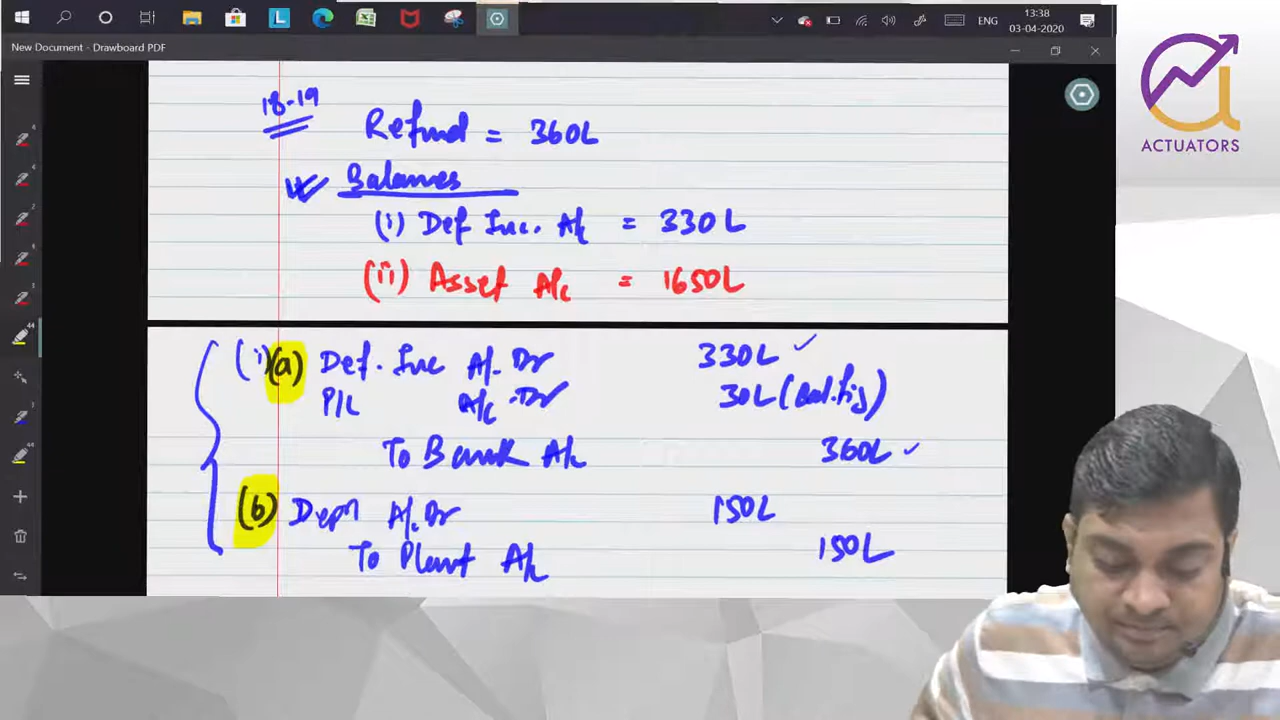 13:38
ENG
03-04-2020
New Document - Drawboard PDF
ACTUATORS
18-19
Refund = 360L
Balances
(i) Def Inc. A/c = 330L
(ii) Asset A/c = 1650L
(i)(a) Def. Inc A/. Dr 330L ✓
P/L A/c .Dr 30L (Bal.fig)
To Bank A/c 360L ✓
(b) Depn A/. Dr 150L
To Plant A/c 150L